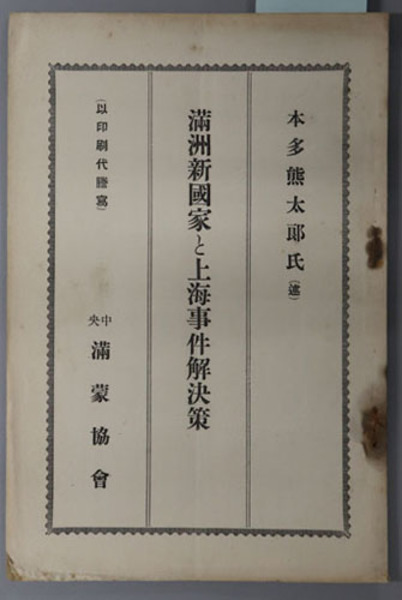 本多熊太郎氏(述)
滿洲新國家と上海事件解決策
(以印刷代謄寫)
中央 滿蒙協會